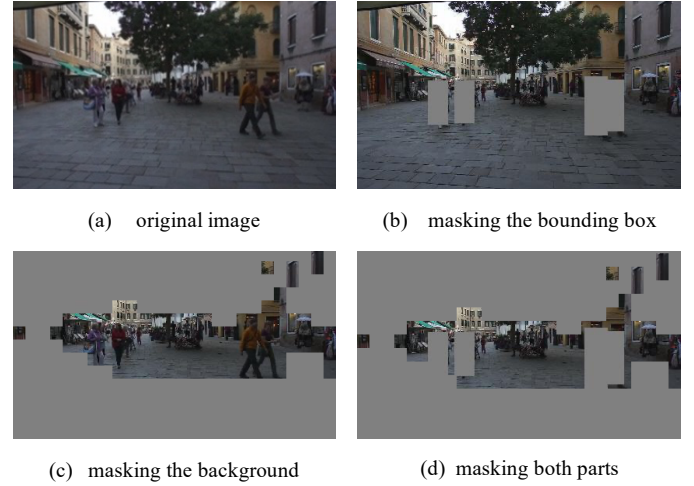 (a) original image
(b) masking the bounding box
(c) masking the background
(d) masking both parts